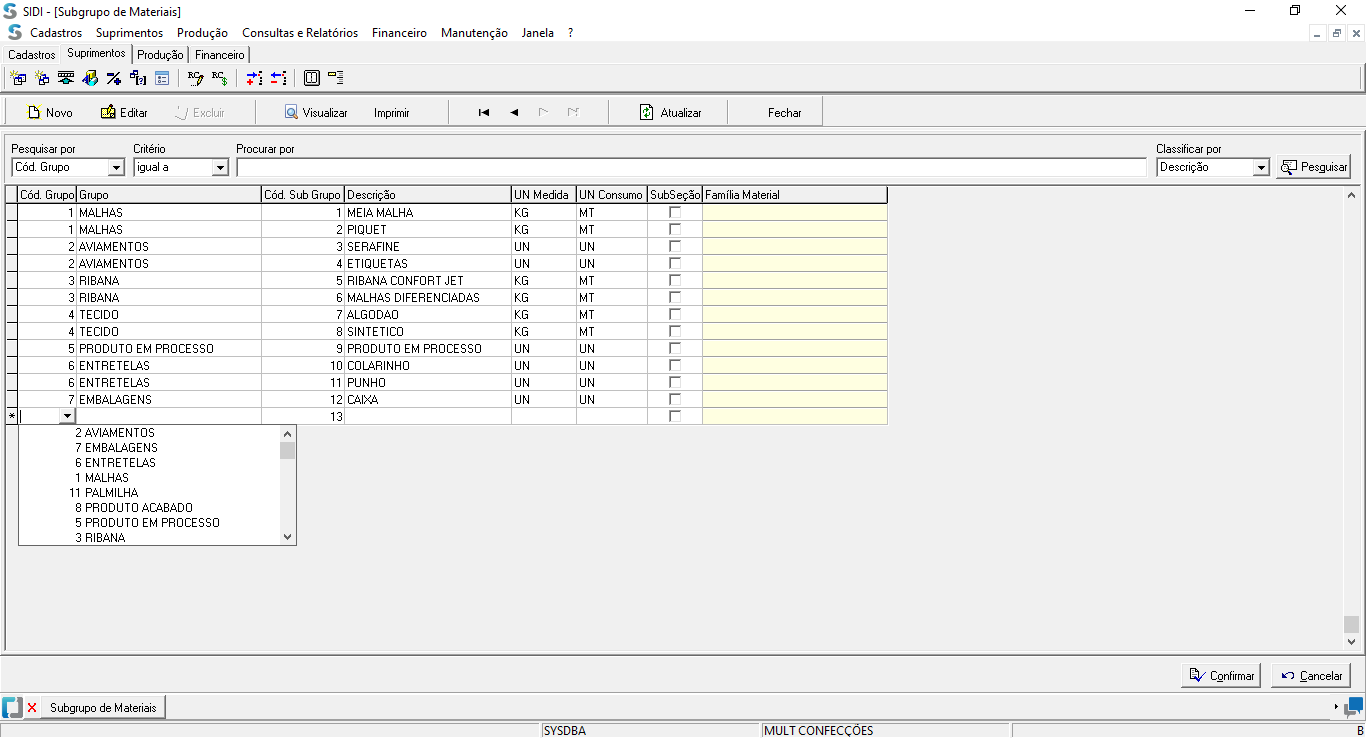 SIDI - [Subgrupo de Materiais]
Cadastros Suprimentos Produção Consultas e Relatórios Financeiro Manutenção Janela ?
Cadastros Suprimentos Produção Financeiro
Novo Editar Excluir Visualizar Imprimir Atualizar Fechar
Pesquisar por Critério Procurar por Classificar por
Cód. Grupo igual a Descrição Pesquisar
Cód. Grupo Grupo Cód. Sub Grupo Descrição UN Medida UN Consumo SubSeção Família Material
1 MALHAS 1 MEIA MALHA KG MT
1 MALHAS 2 PIQUET KG MT
2 AVIAMENTOS 3 SERAFINE UN UN
2 AVIAMENTOS 4 ETIQUETAS UN UN
3 RIBANA 5 RIBANA CONFORT JET KG MT
3 RIBANA 6 MALHAS DIFERENCIADAS KG MT
4 TECIDO 7 ALGODAO KG MT
4 TECIDO 8 SINTETICO KG MT
5 PRODUTO EM PROCESSO 9 PRODUTO EM PROCESSO UN UN
6 ENTRETELAS 10 COLARINHO UN UN
6 ENTRETELAS 11 PUNHO UN UN
7 EMBALAGENS 12 CAIXA UN UN
* 13
2 AVIAMENTOS
7 EMBALAGENS
6 ENTRETELAS
1 MALHAS
11 PALMILHA
8 PRODUTO ACABADO
5 PRODUTO EM PROCESSO
3 RIBANA
Confirmar Cancelar
Subgrupo de Materiais
SYSDBA MULT CONFECÇÕES B